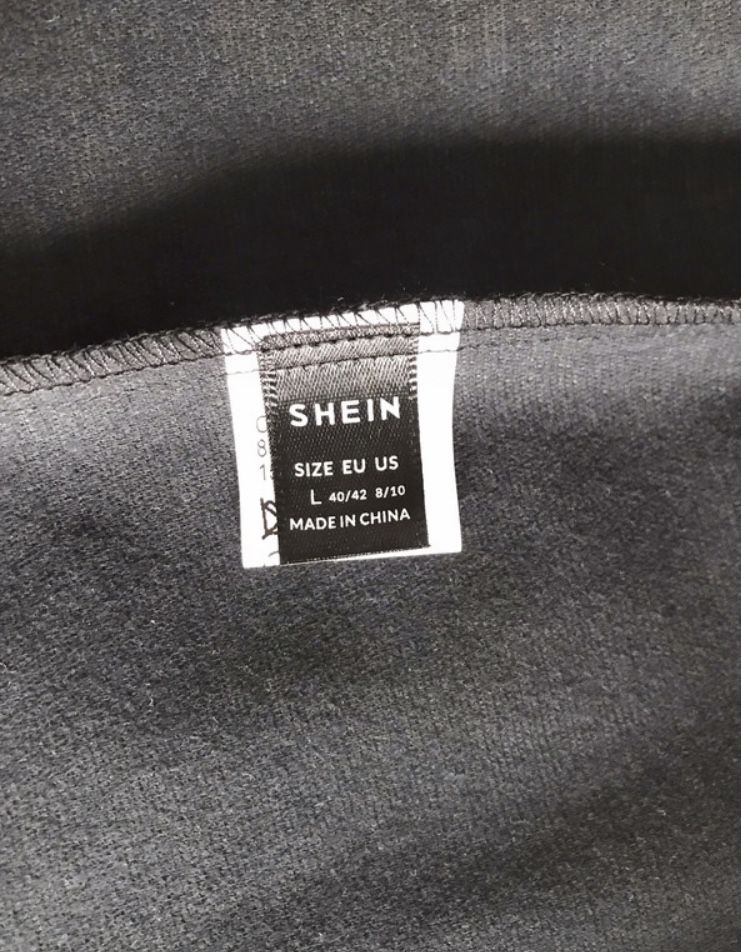 SHEIN
SIZE EU US
L 40/42 8/10
MADE IN CHINA